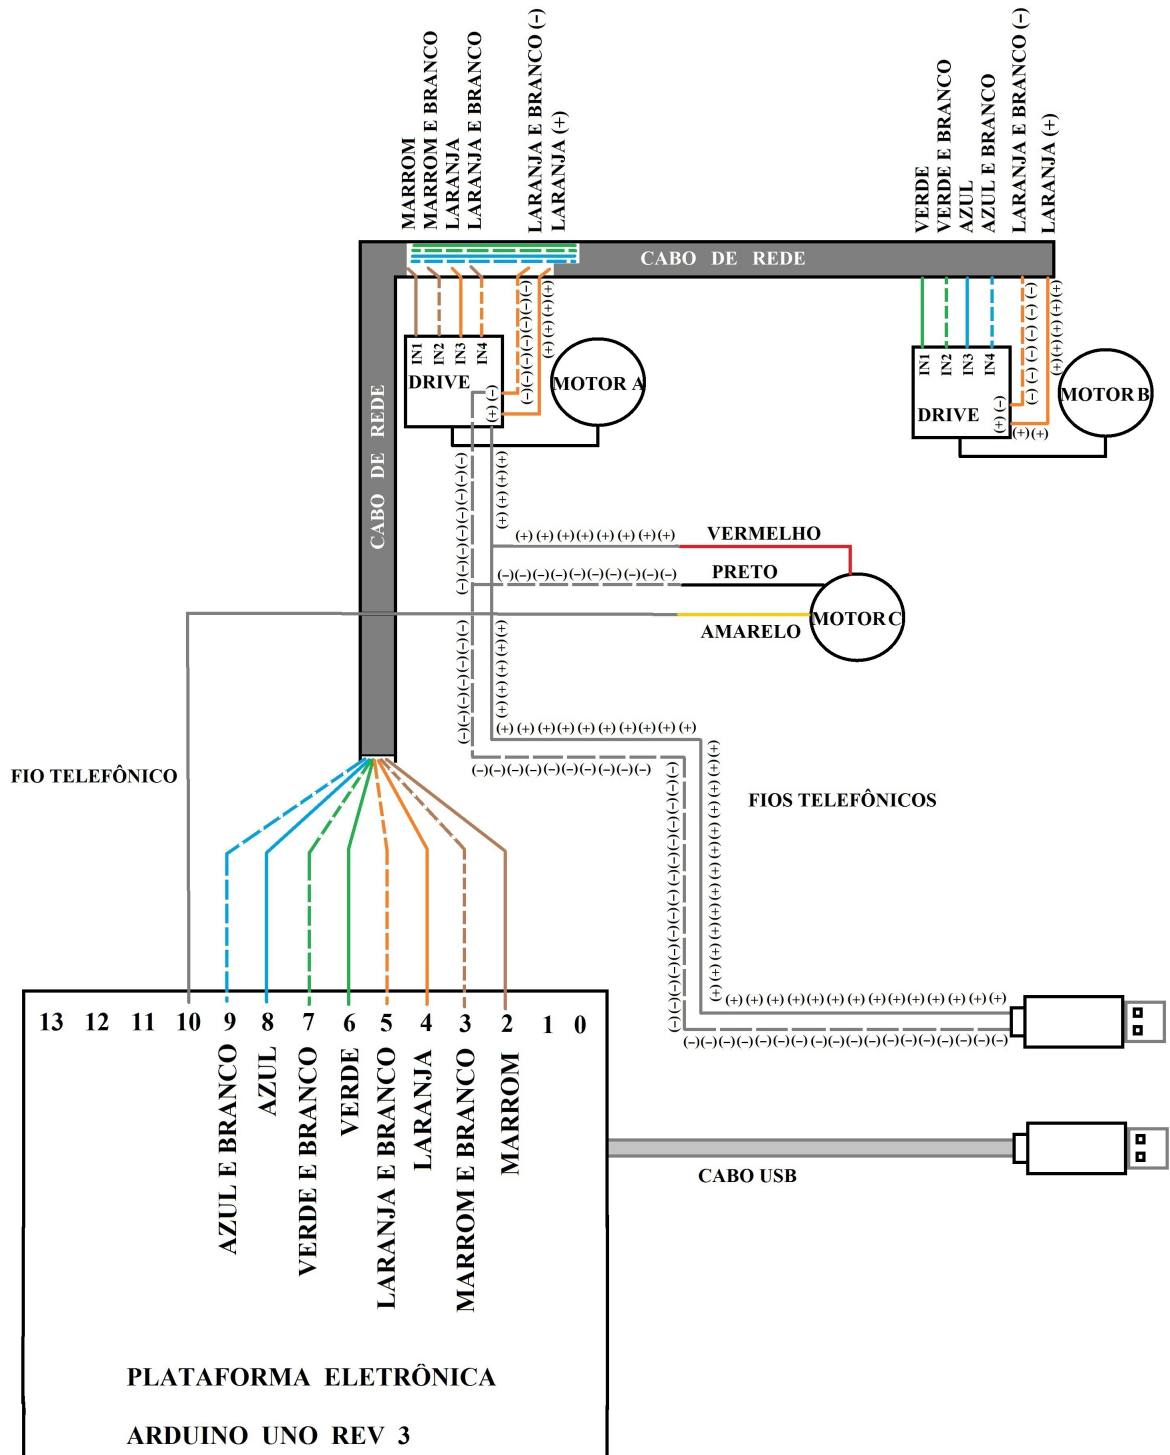 MARROM
MARROM E BRANCO
LARANJA
LARANJA E BRANCO
LARANJA E BRANCO (−)
LARANJA (+)
VERDE
VERDE E BRANCO
AZUL
AZUL E BRANCO
LARANJA E BRANCO (−)
LARANJA (+)
CABO DE REDE
CABO DE REDE
IN1
IN2
IN3
IN4
DRIVE
(+) (−)
MOTOR A
IN1
IN2
IN3
IN4
DRIVE
(+) (−)
(+)(+)
MOTOR B
(+) (+) (+)(+) (+) (+)(+)(+)
VERMELHO
(−)(−)(−)(−)(−)(−)(−)(−)(−)(−)
PRETO
MOTOR C
AMARELO
(+) (+) (+) (+) (+) (+) (+) (+) (+) (+)
(−)(−)(−)(−)(−)(−)(−)(−)(−)(−)
FIO TELEFÔNICO
FIOS TELEFÔNICOS
(+) (+) (+) (+) (+) (+) (+) (+) (+) (+) (+) (+) (+) (+)
(−)(−)(−)(−)(−)(−)(−)(−)(−)(−)(−)(−)(−)(−)(−)(−)(−)(−)
13 12 11 10 9 8 7 6 5 4 3 2 1 0
AZUL E BRANCO
AZUL
VERDE E BRANCO
VERDE
LARANJA E BRANCO
LARANJA
MARROM E BRANCO
MARROM
CABO USB
PLATAFORMA ELETRÔNICA
ARDUINO UNO REV 3